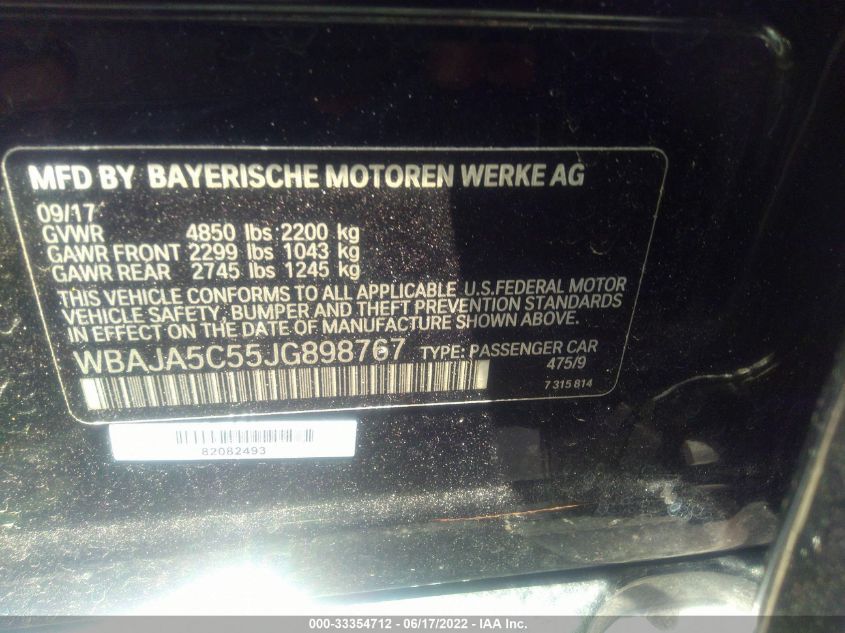 MFD BY BAYERISCHE MOTOREN WERKE AG
09/17
GVWR 4850 lbs 2200 kg
GAWR FRONT 2299 lbs 1043 kg
GAWR REAR 2745 lbs 1245 kg
THIS VEHICLE CONFORMS TO ALL APPLICABLE U.S.FEDERAL MOTOR
VEHICLE SAFETY, BUMPER AND THEFT PREVENTION STANDARDS
IN EFFECT ON THE DATE OF MANUFACTURE SHOWN ABOVE.
WBAJA5C55JG898767 TYPE: PASSENGER CAR
475/9
7 315 814
82082493
000-33354712 - 06/17/2022 - IAA Inc.